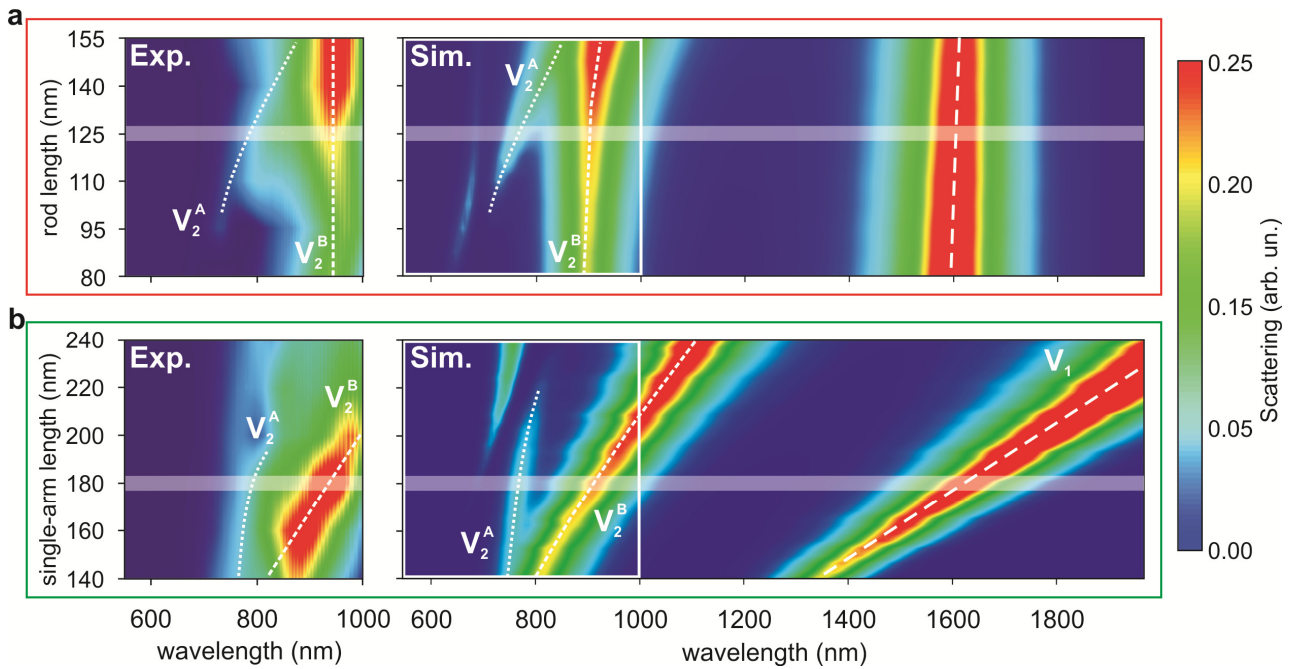 a
Exp.
Sim.
rod length (nm)
155
140
125
110
95
80
V₂ᴬ
V₂ᴮ
V₂ᴬ
V₂ᴮ
b
Exp.
Sim.
single-arm length (nm)
240
220
200
180
160
140
V₂ᴬ
V₂ᴮ
V₂ᴬ
V₂ᴮ
V₁
600 800 1000
wavelength (nm)
600 800 1000 1200 1400 1600 1800
wavelength (nm)
0.25
0.20
0.15
0.05
0.00
Scattering (arb. un.)